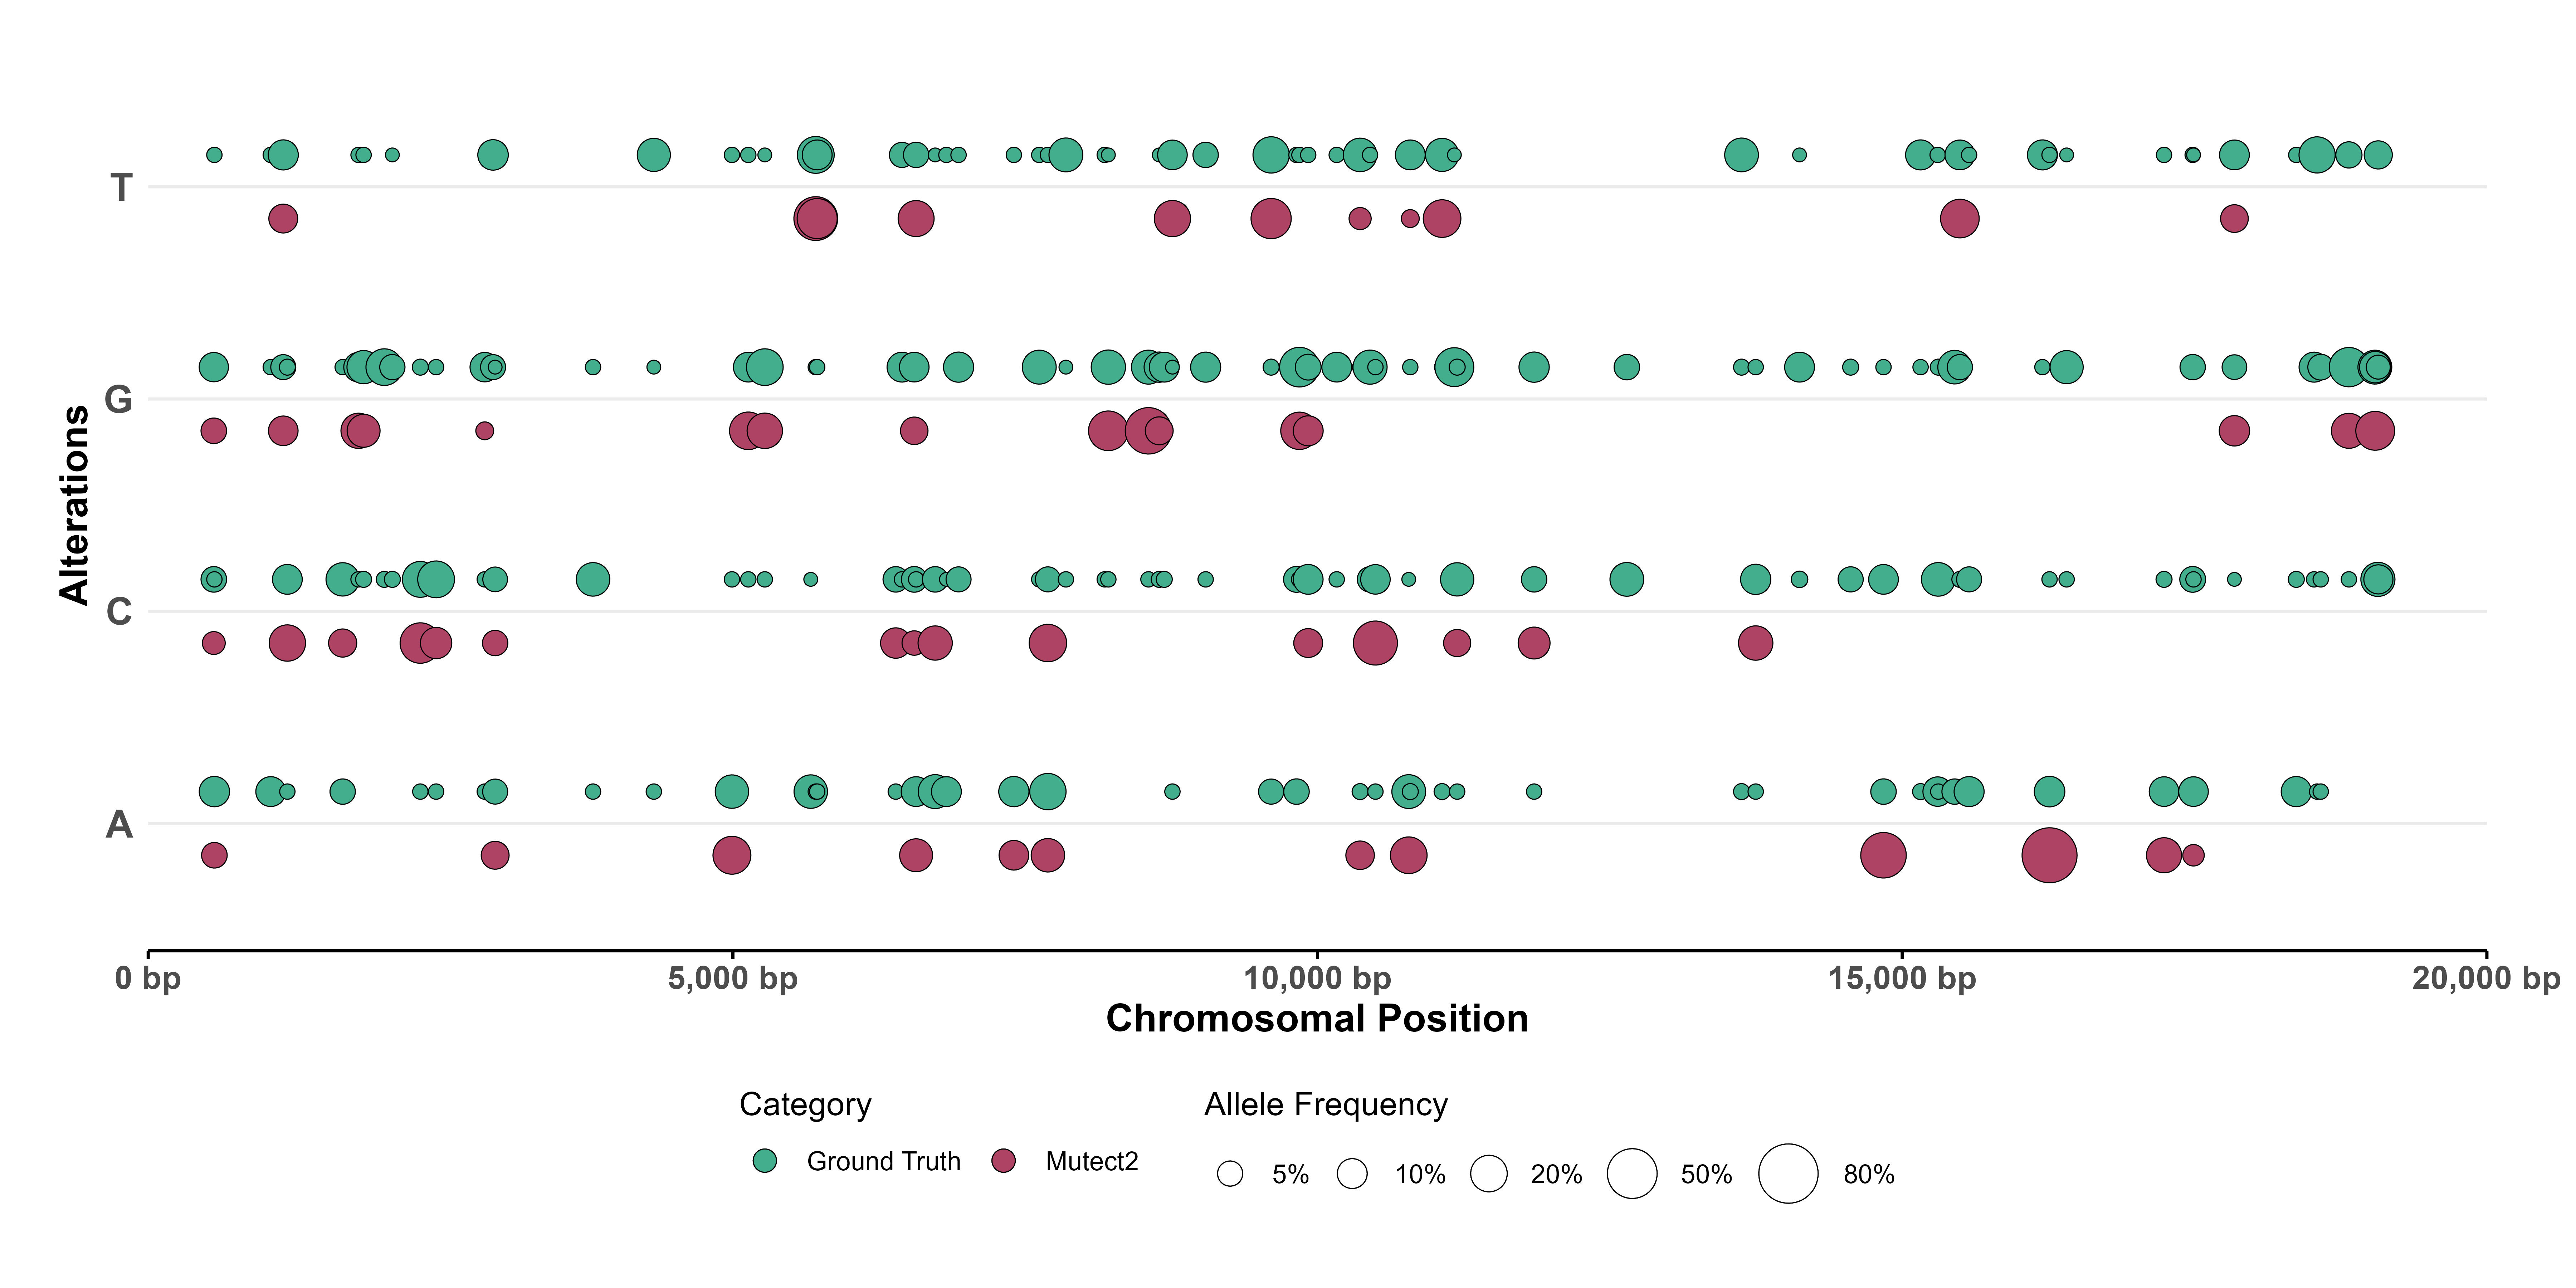 T
G
C
A
Alterations
0 bp 5,000 bp 10,000 bp 15,000 bp 20,000 bp
Chromosomal Position
Category
Ground Truth Mutect2
Allele Frequency
5% 10% 20% 50% 80%